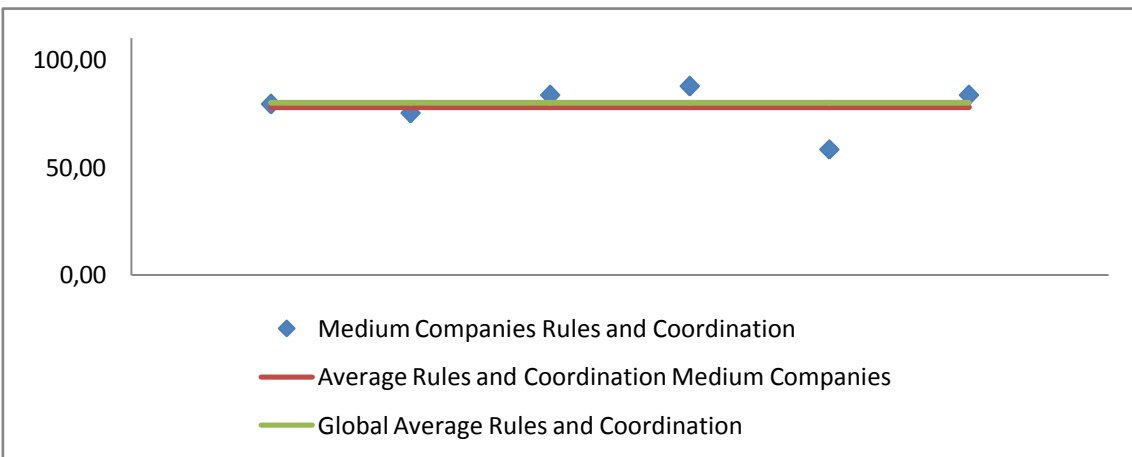 100,00
50,00
0,00
Medium Companies Rules and Coordination
Average Rules and Coordination Medium Companies
Global Average Rules and Coordination